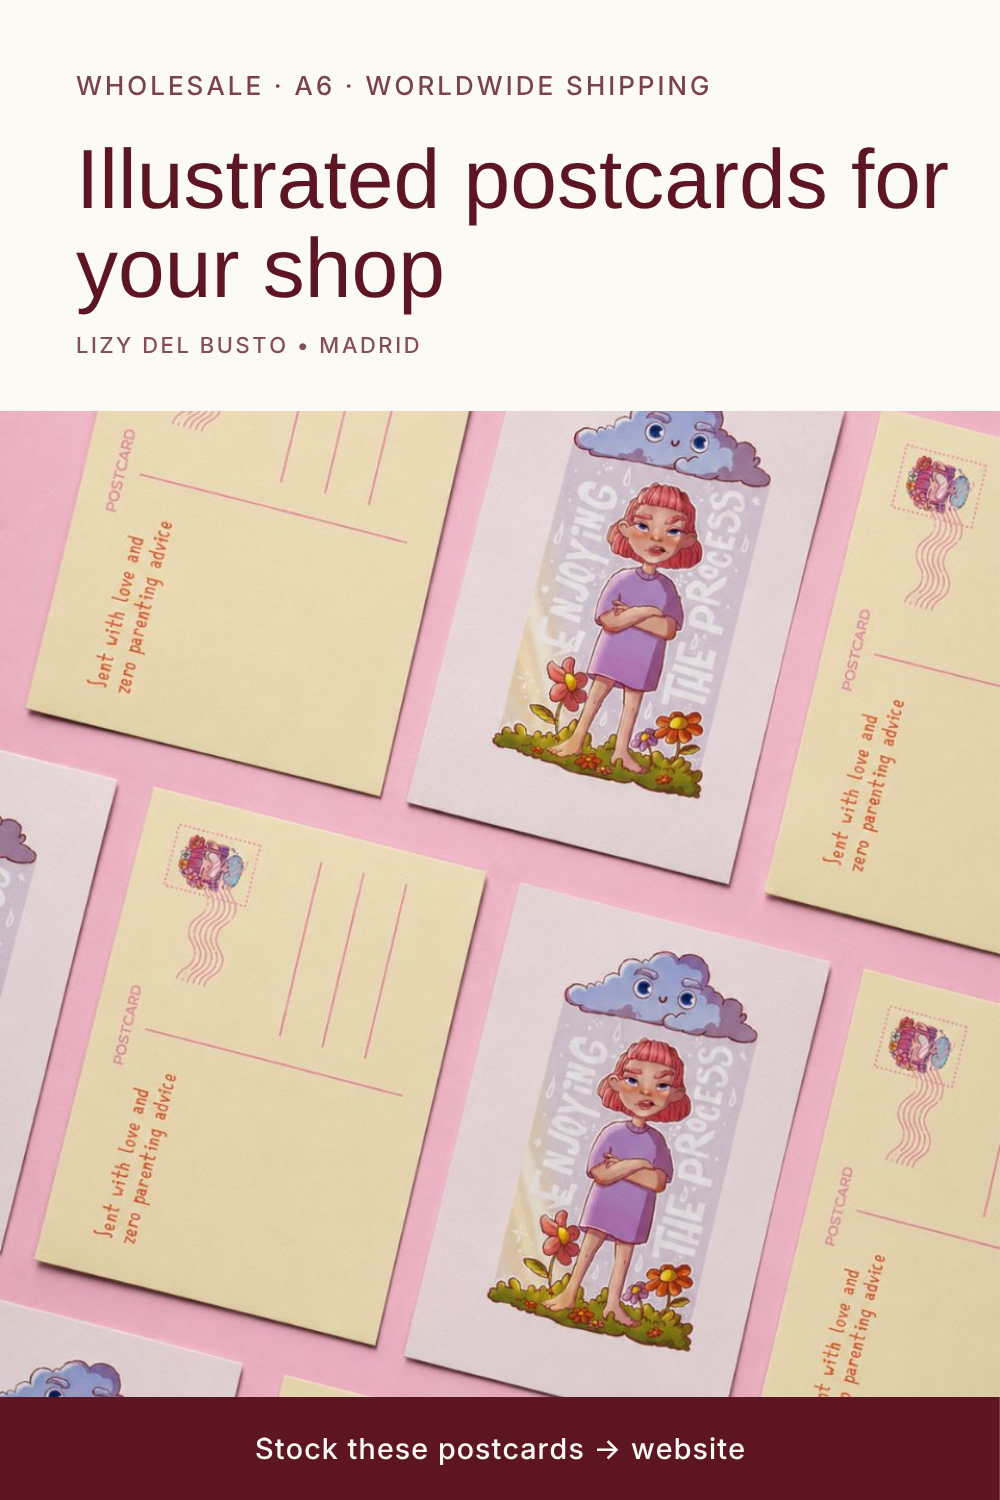 WHOLESALE · A6 · WORLDWIDE SHIPPING
Illustrated postcards for
your shop
LIZY DEL BUSTO • MADRID
POSTCARD
Sent with love and
zero parenting advice
ENJOYING
THE PROCESS
POSTCARD
Sent with love and
zero parenting advice
POSTCARD
Sent with love and
zero parenting advice
ENJOYING
THE PROCESS
POSTCARD
with love and
parenting advice
Stock these postcards → website